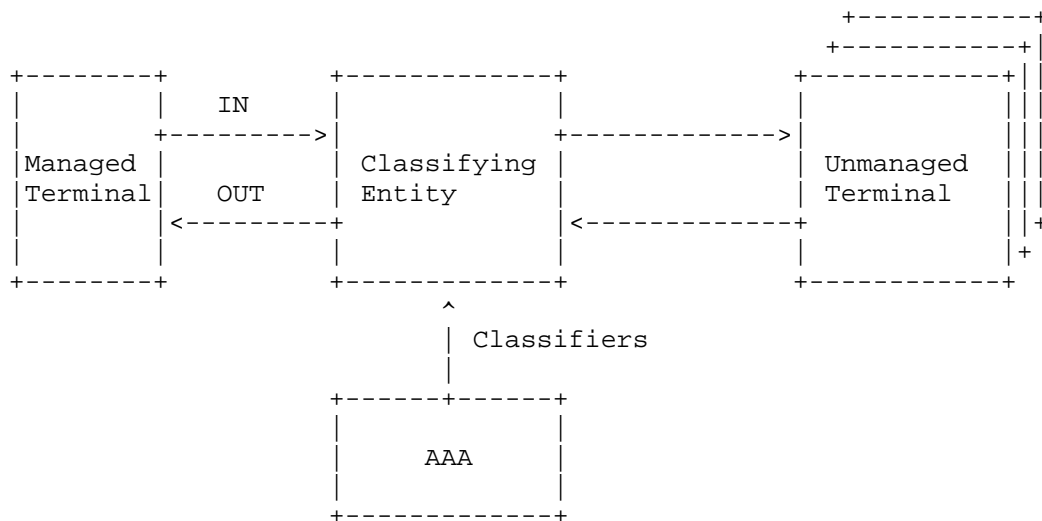 IN
Managed Terminal
OUT
Classifying Entity
Unmanaged Terminal
Classifiers
AAA